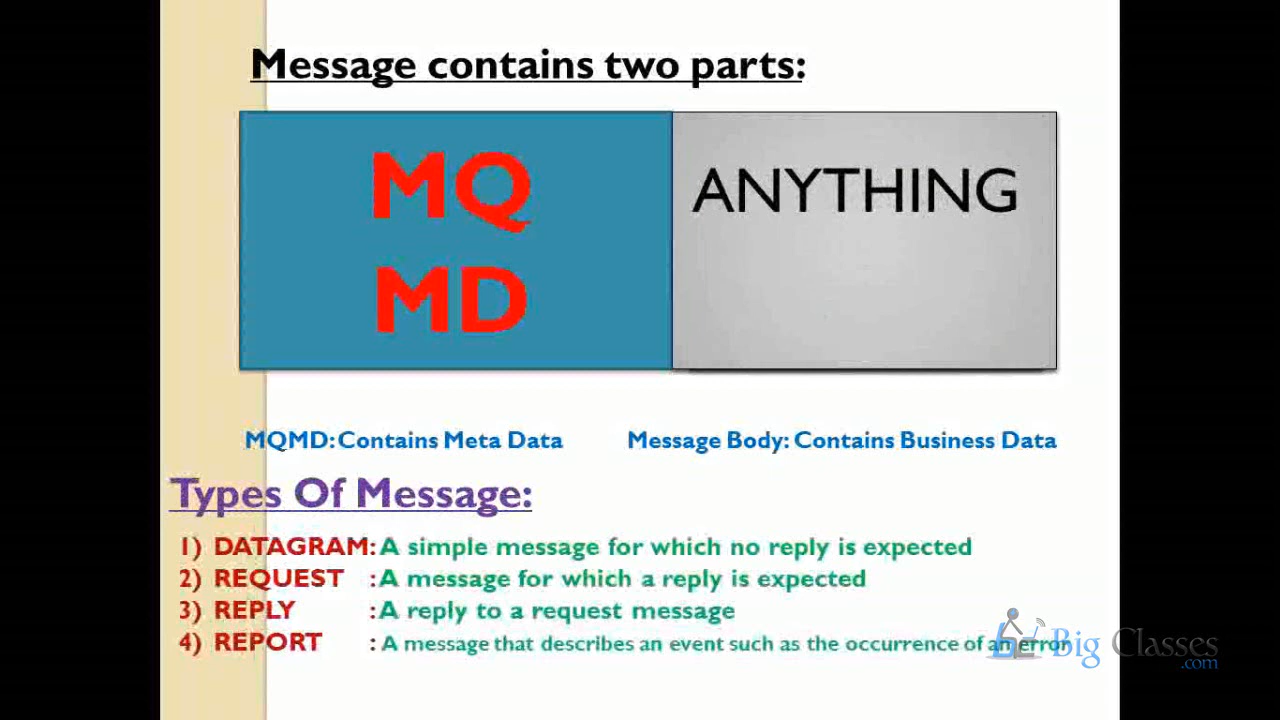 Message contains two parts:
MQ
MD
ANYTHING
MQMD: Contains Meta Data
Message Body: Contains Business Data
Types Of Message:
1) DATAGRAM: A simple message for which no reply is expected
2) REQUEST : A message for which a reply is expected
3) REPLY : A reply to a request message
4) REPORT : A message that describes an event such as the occurrence of an error
Big Classes
.com